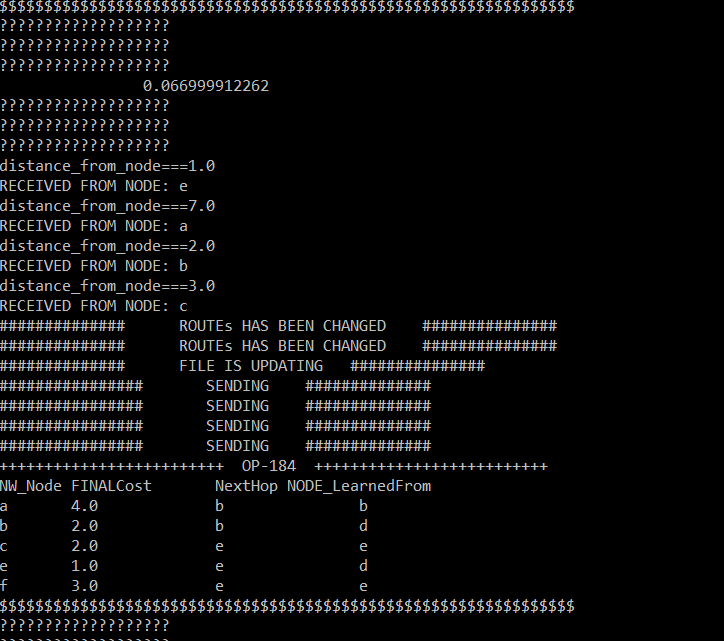 $$$$$$$$$$$$$$$$$$$$$$$$$$$$$$$$$$$$$$$$$$$$$$$$$$$$$$$$$$$$$$$$
???????????????????
???????????????????
???????????????????
                0.066999912262
???????????????????
???????????????????
???????????????????
distance_from_node===1.0
RECEIVED FROM NODE: e
distance_from_node===7.0
RECEIVED FROM NODE: a
distance_from_node===2.0
RECEIVED FROM NODE: b
distance_from_node===3.0
RECEIVED FROM NODE: c
##############      ROUTEs HAS BEEN CHANGED    ###############
##############      ROUTEs HAS BEEN CHANGED    ###############
##############      FILE IS UPDATING   ###############
################       SENDING    ##############
################       SENDING    ##############
################       SENDING    ##############
################       SENDING    ##############
+++++++++++++++++++++++++  OP-184  ++++++++++++++++++++++++++
NW_Node FINALCost       NextHop NODE_LearnedFrom
a       4.0             b               b
b       2.0             b               d
c       2.0             e               e
e       1.0             e               d
f       3.0             e               e
$$$$$$$$$$$$$$$$$$$$$$$$$$$$$$$$$$$$$$$$$$$$$$$$$$$$$$$$$$$$$$$$
???????????????????